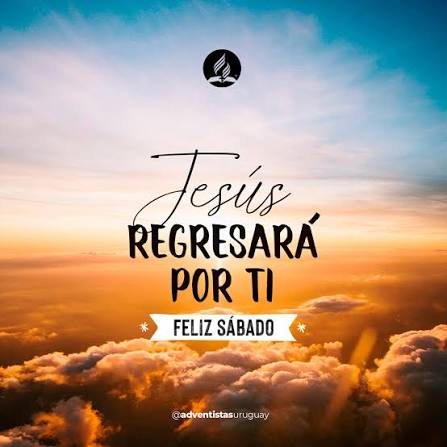 Jesús
REGRESARÁ
POR TI
FELIZ SÁBADO
@adventistasuruguay